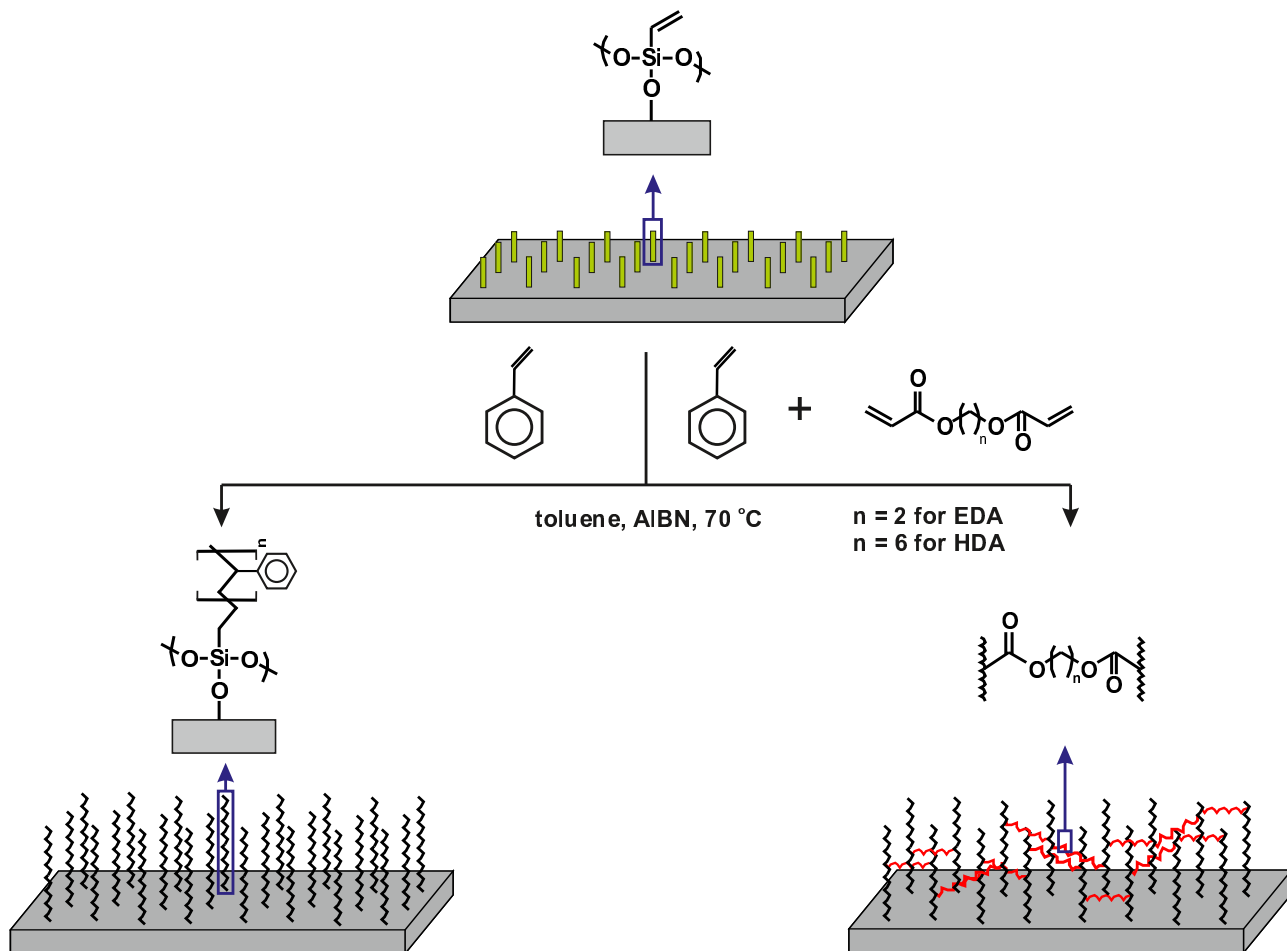 O Si O
O
O
O O
n
O
toluene, AIBN, 70 °C
n = 2 for EDA
n = 6 for HDA
n
O Si O
O
O
O O
n
O
+